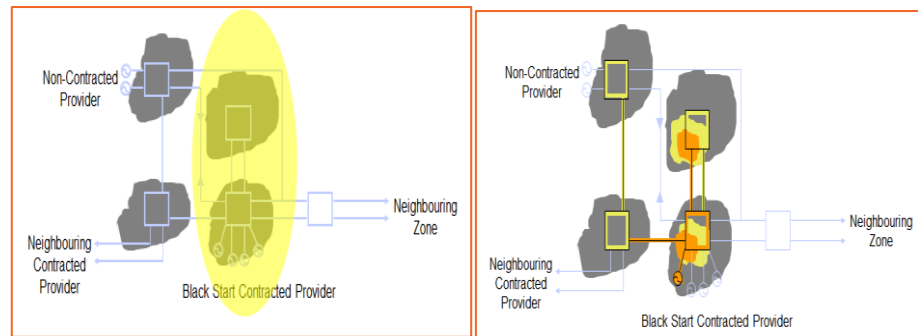 Non-Contracted
Provider
Neighbouring
Zone
Neighbouring
Contracted
Provider
Black Start Contracted Provider
Non-Contracted
Provider
Neighbouring
Zone
Neighbouring
Contracted
Provider
Black Start Contracted Provider